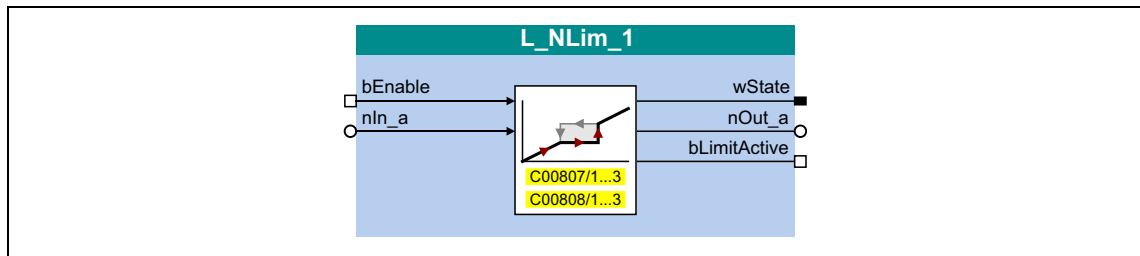 L_NLim_1
bEnable
wState
nIn_a
nOut_a
bLimitActive
C00807/1...3
C00808/1...3